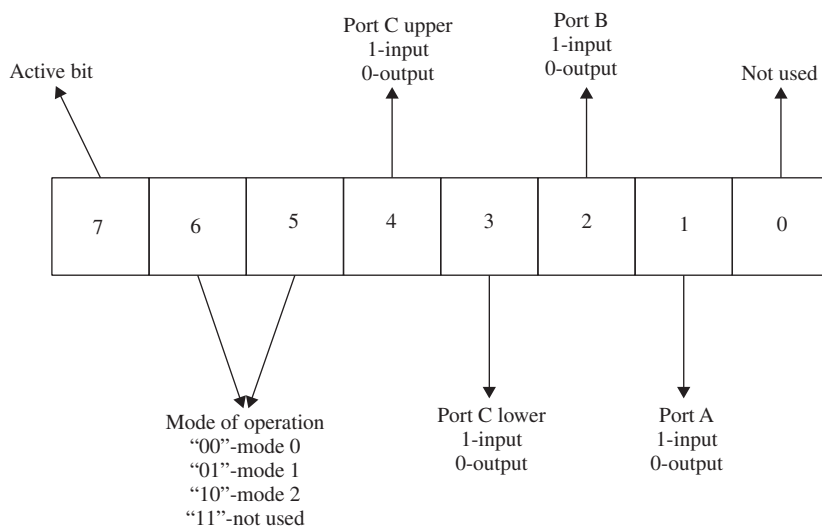 Active bit
Port C upper
1-input
0-output
Port B
1-input
0-output
Not used
7 6 5 4 3 2 1 0
Mode of operation
“00”-mode 0
“01”-mode 1
“10”-mode 2
“11”-not used
Port C lower
1-input
0-output
Port A
1-input
0-output